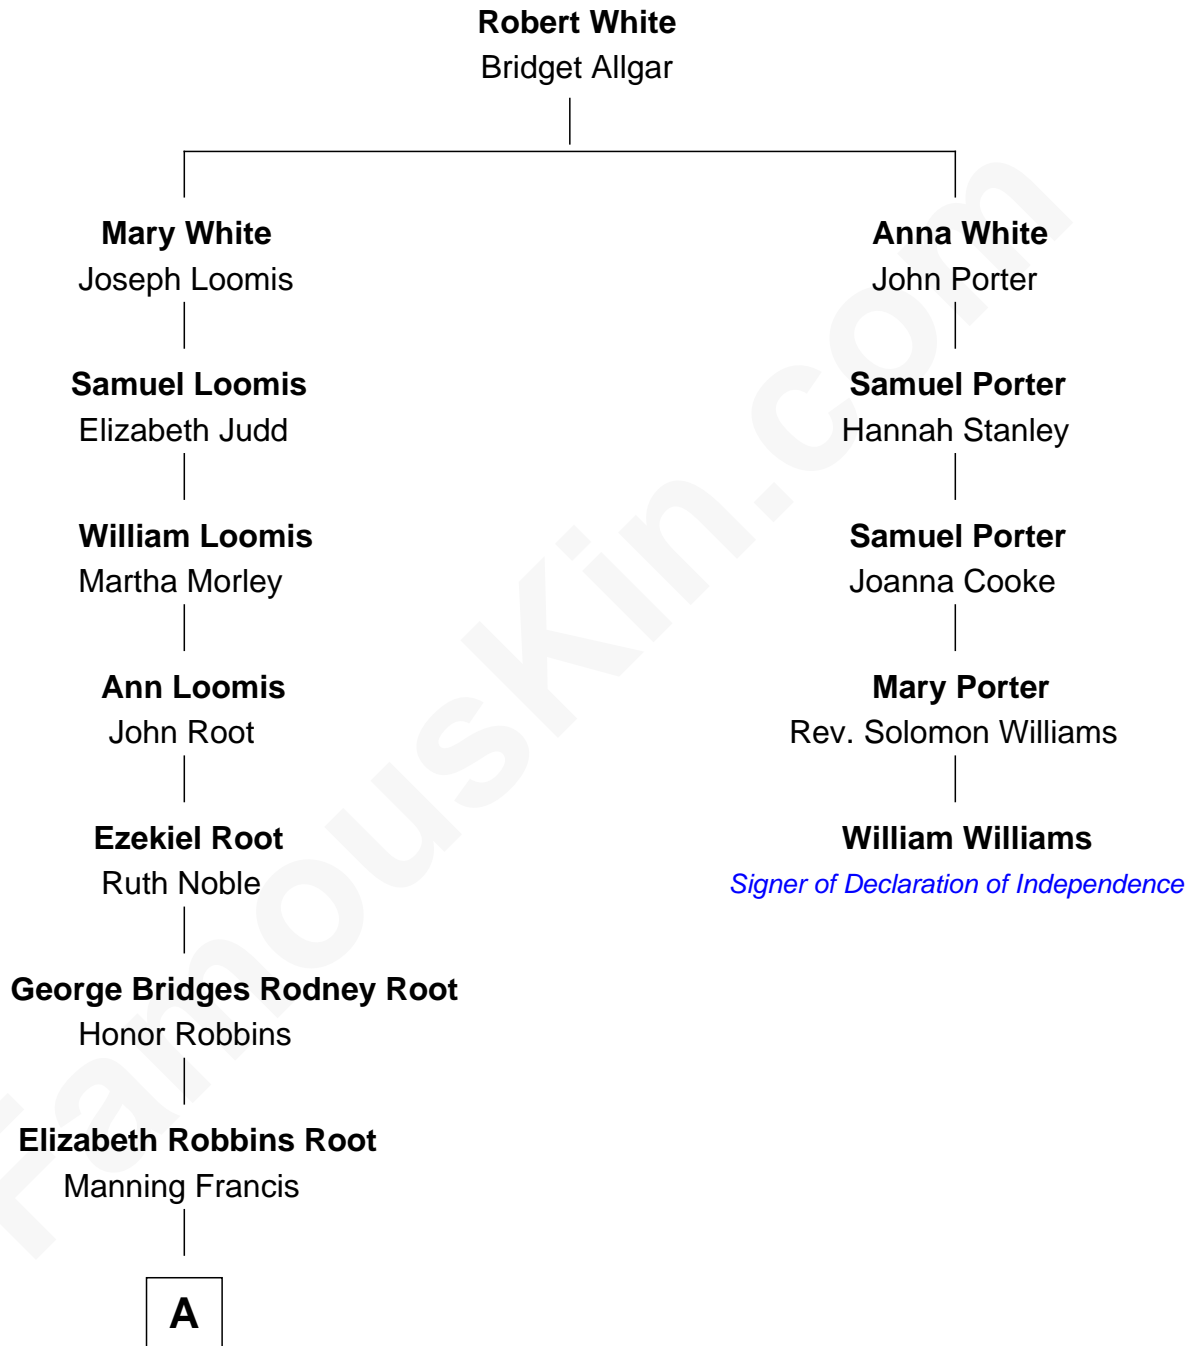 Robert White
Bridget Allgar
Mary White
Joseph Loomis
Anna White
John Porter
Samuel Loomis
Elizabeth Judd
Samuel Porter
Hannah Stanley
William Loomis
Martha Morley
Samuel Porter
Joanna Cooke
Ann Loomis
John Root
Mary Porter
Rev. Solomon Williams
Ezekiel Root
Ruth Noble
William Williams
Signer of Declaration of Independence
George Bridges Rodney Root
Honor Robbins
Elizabeth Robbins Root
Manning Francis
A
FamousKin.com